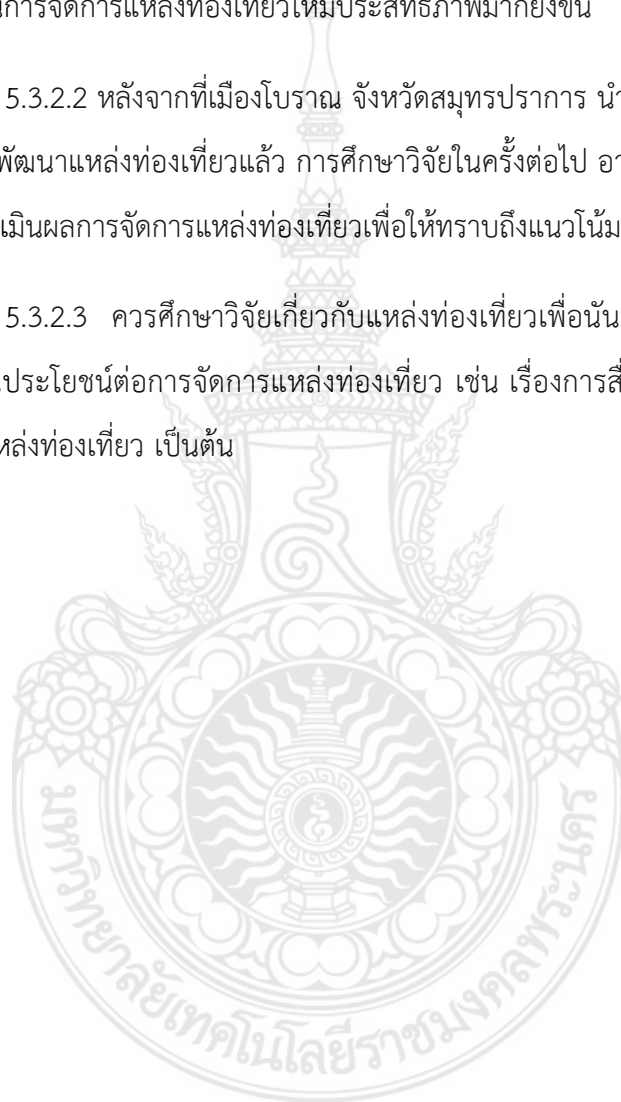 นการจัดการแหล่งท่องเที่ยวให้มีประสิทธิภาพมากยิ่งขึ้น
5.3.2.2 หลังจากที่เมืองโบราณ จังหวัดสมุทรปราการ นำ
พัฒนาแหล่งท่องเที่ยวแล้ว การศึกษาวิจัยในครั้งต่อไป อา
เมินผลการจัดการแหล่งท่องเที่ยวเพื่อให้ทราบถึงแนวโน้ม
5.3.2.3 ควรศึกษาวิจัยเกี่ยวกับแหล่งท่องเที่ยวเพื่อนัน
ประโยชน์ต่อการจัดการแหล่งท่องเที่ยว เช่น เรื่องการสื่
หล่งท่องเที่ยว เป็นต้น
มหาวิทยาลัยเทคโนโลยีราชมงคลพระนคร